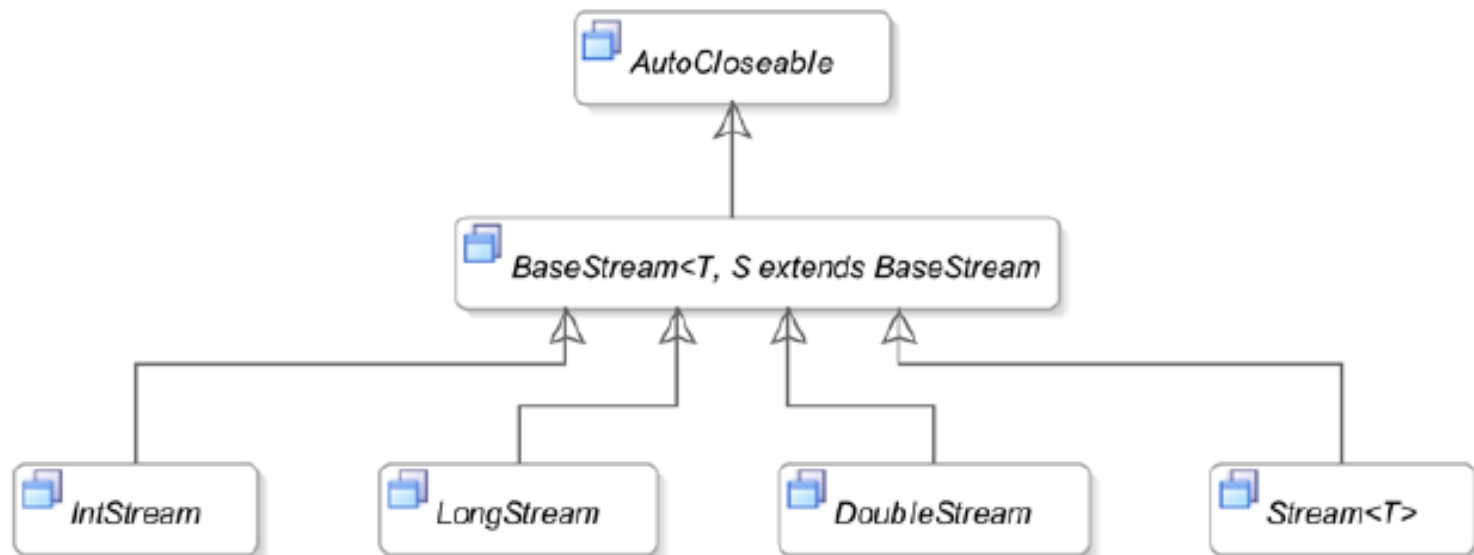 AutoCloseable
BaseStream<T, S extends BaseStream
IntStream
LongStream
DoubleStream
Stream<T>